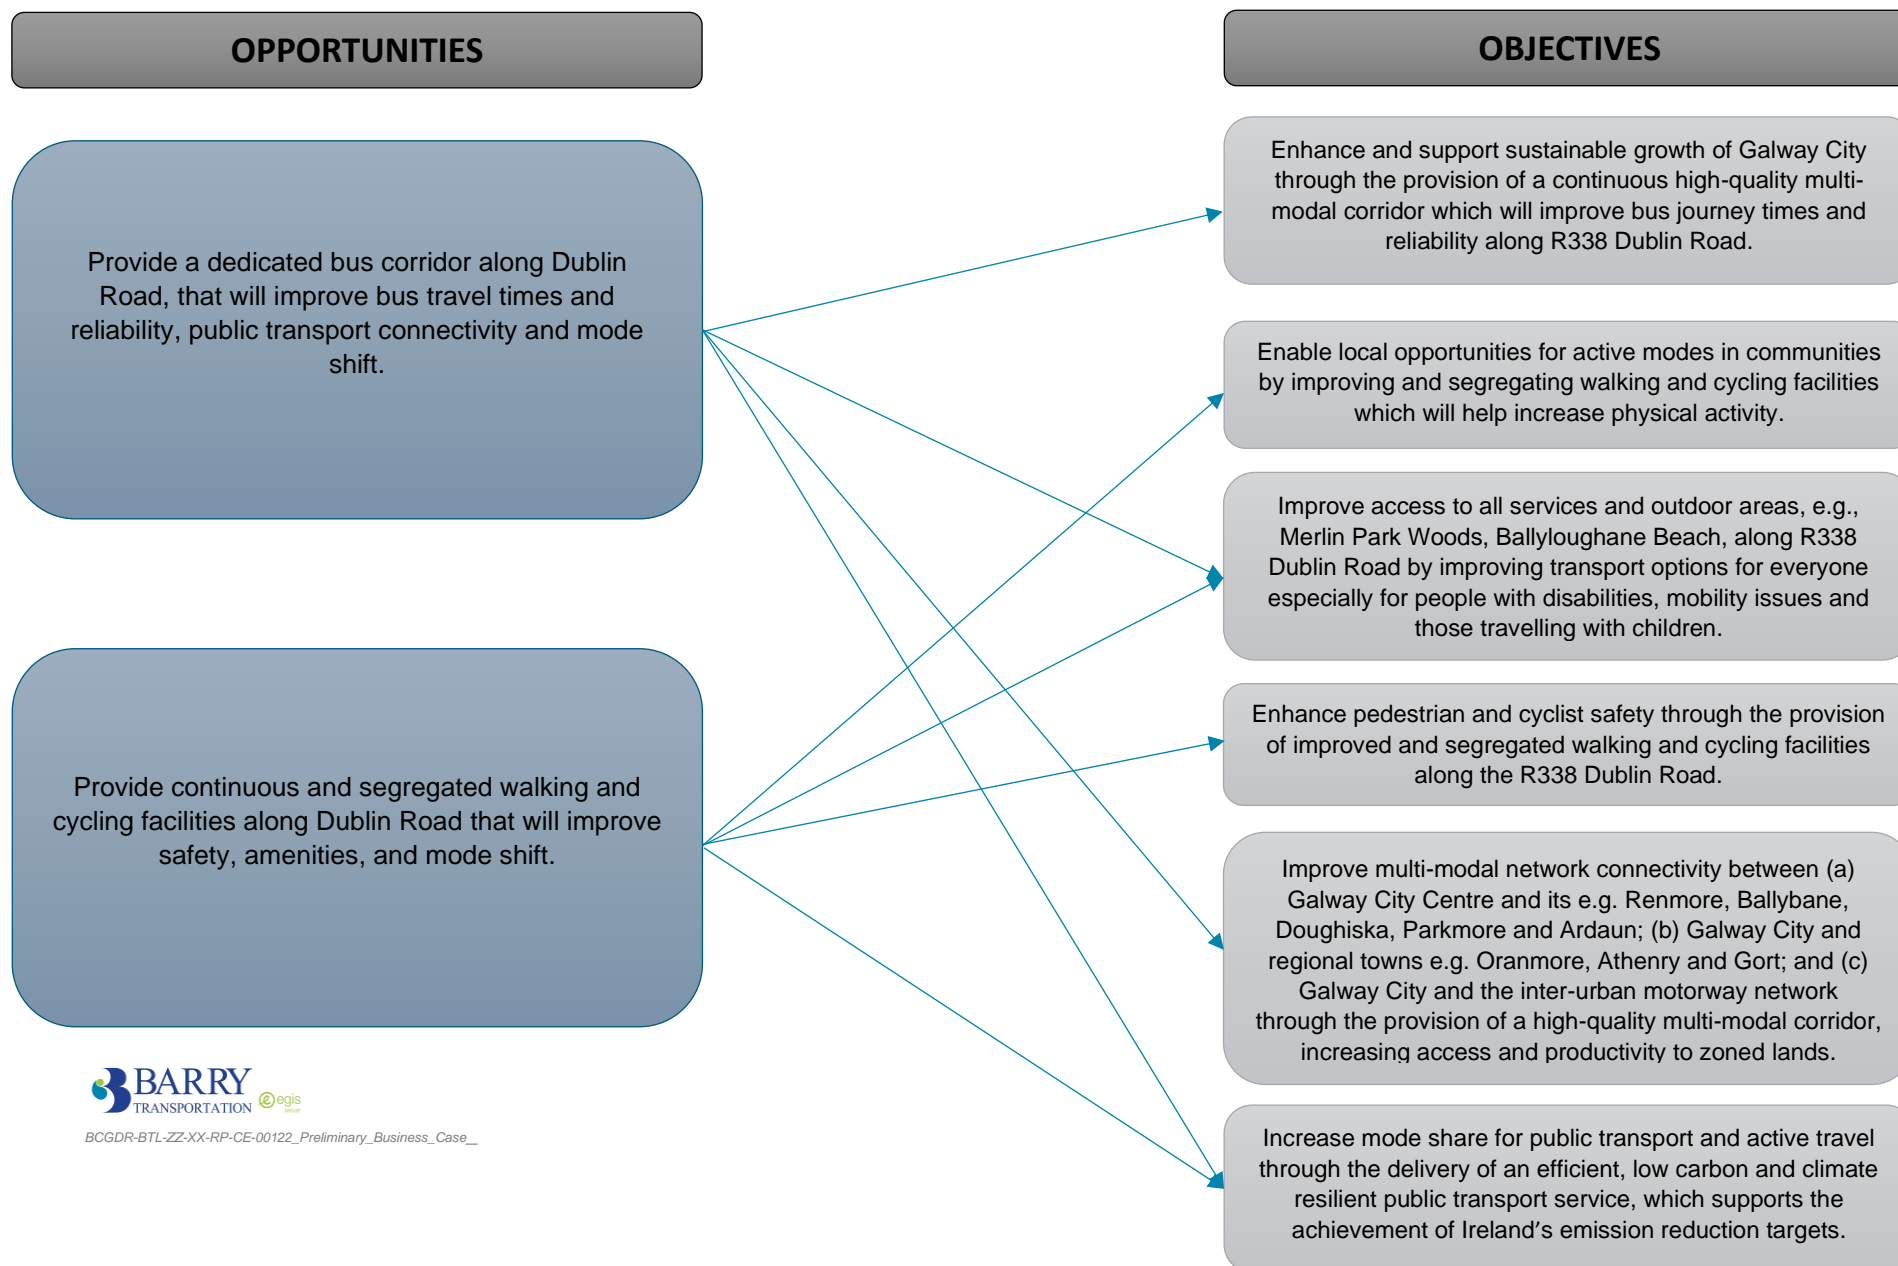 OPPORTUNITIES
Provide a dedicated bus corridor along Dublin
Road, that will improve bus travel times and
reliability, public transport connectivity and mode
shift.
Provide continuous and segregated walking and
cycling facilities along Dublin Road that will improve
safety, amenities, and mode shift.
OBJECTIVES
Enhance and support sustainable growth of Galway City
through the provision of a continuous high-quality multi-
modal corridor which will improve bus journey times and
reliability along R338 Dublin Road.
Enable local opportunities for active modes in communities
by improving and segregating walking and cycling facilities
which will help increase physical activity.
Improve access to all services and outdoor areas, e.g.,
Merlin Park Woods, Ballyloughane Beach, along R338
Dublin Road by improving transport options for everyone
especially for people with disabilities, mobility issues and
those travelling with children.
Enhance pedestrian and cyclist safety through the provision
of improved and segregated walking and cycling facilities
along the R338 Dublin Road.
Improve multi-modal network connectivity between (a)
Galway City Centre and its e.g. Renmore, Ballybane,
Doughiska, Parkmore and Ardaun; (b) Galway City and
regional towns e.g. Oranmore, Athenry and Gort; and (c)
Galway City and the inter-urban motorway network
through the provision of a high-quality multi-modal corridor,
increasing access and productivity to zoned lands.
Increase mode share for public transport and active travel
through the delivery of an efficient, low carbon and climate
resilient public transport service, which supports the
achievement of Ireland's emission reduction targets.
BARRY
TRANSPORTATION
egis
GROUP
BCGDR-BTL-ZZ-XX-RP-CE-00122_Preliminary_Business_Case__